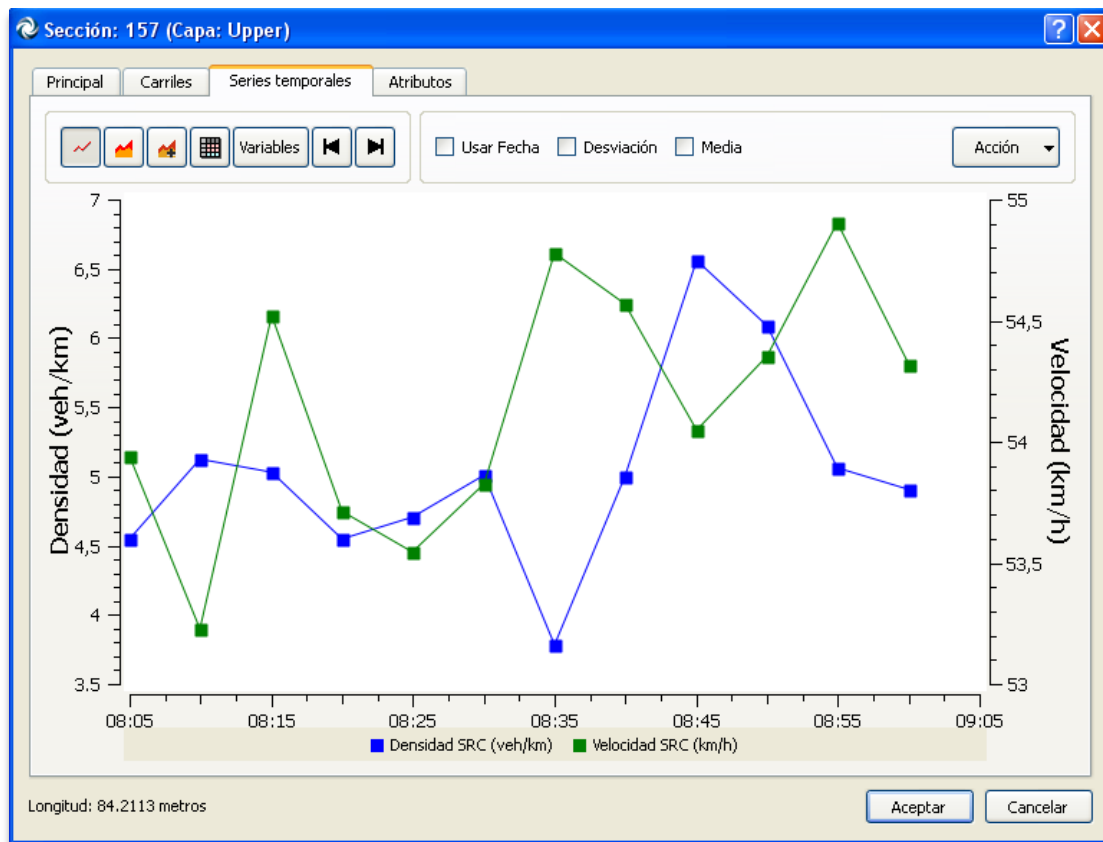 Sección: 157 (Capa: Upper)
Principal Carriles Series temporales Atributos
Variables Usar Fecha Desviación Media Acción
7
6,5
6
5,5
5
4,5
4
3.5
Densidad (veh/km)
55
54,5
54
53,5
53
Velocidad (km/h)
08:05 08:15 08:25 08:35 08:45 08:55 09:05
Densidad SRC (veh/km) Velocidad SRC (km/h)
Longitud: 84.2113 metros
Aceptar Cancelar